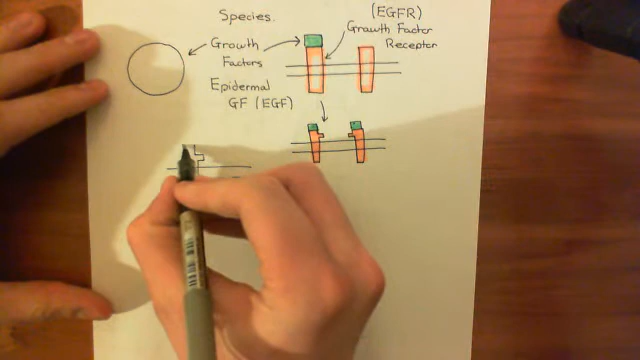 Species.
Growth
Factors
Epidermal
GF (EGF)
(EGFR)
Growth Factor
Receptor